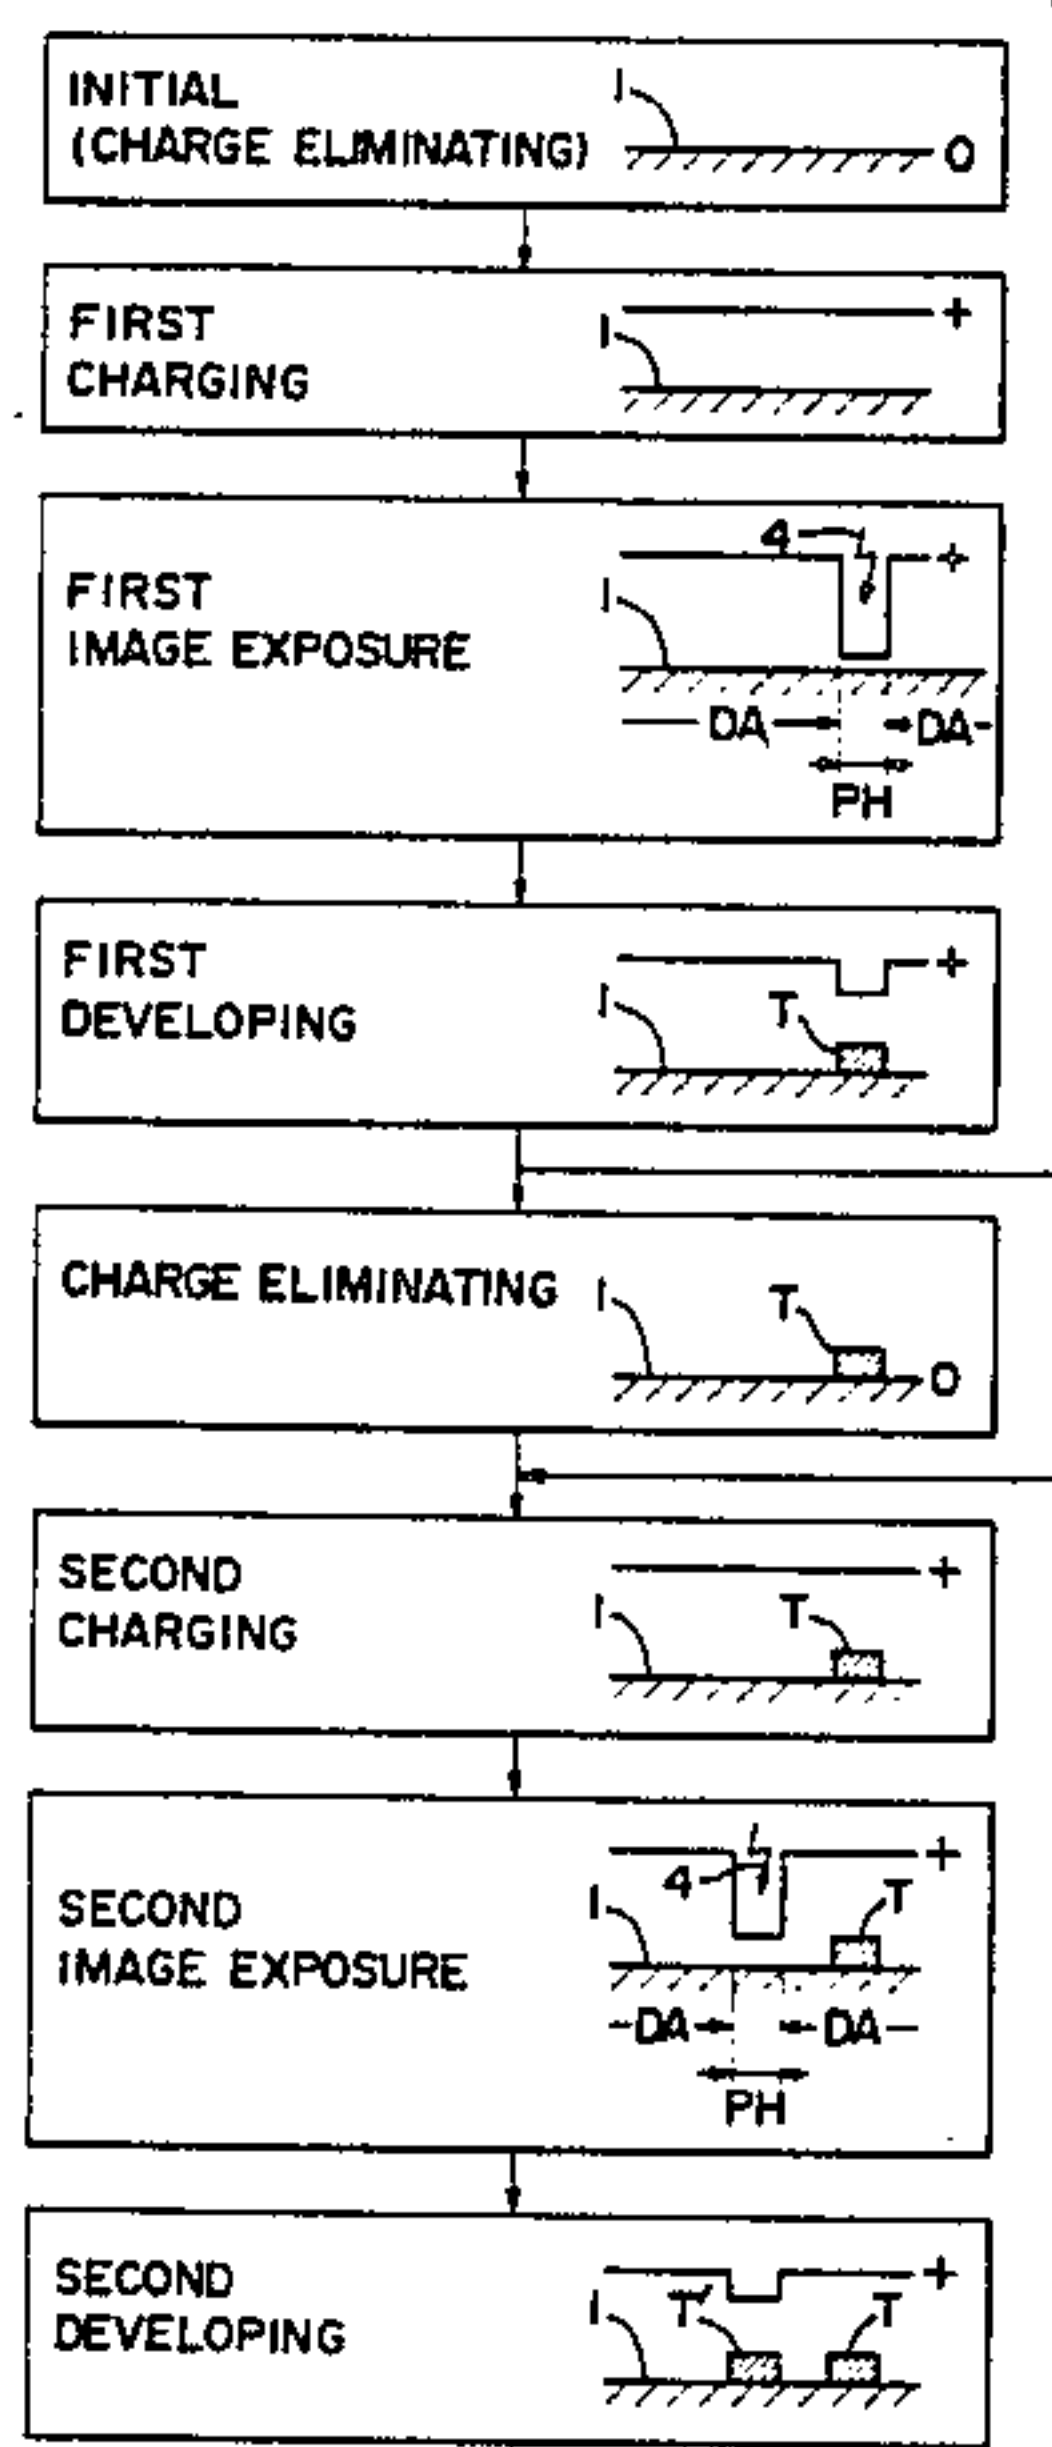 INITIAL
(CHARGE ELIMINATING)
1
0
FIRST
CHARGING
1
+
FIRST
IMAGE EXPOSURE
4
+
1
DA
DA
PH
FIRST
DEVELOPING
+
1
T
CHARGE ELIMINATING
1
T
0
SECOND
CHARGING
+
1
T
SECOND
IMAGE EXPOSURE
+
4
1
T
DA
DA
PH
SECOND
DEVELOPING
+
1
T'
T